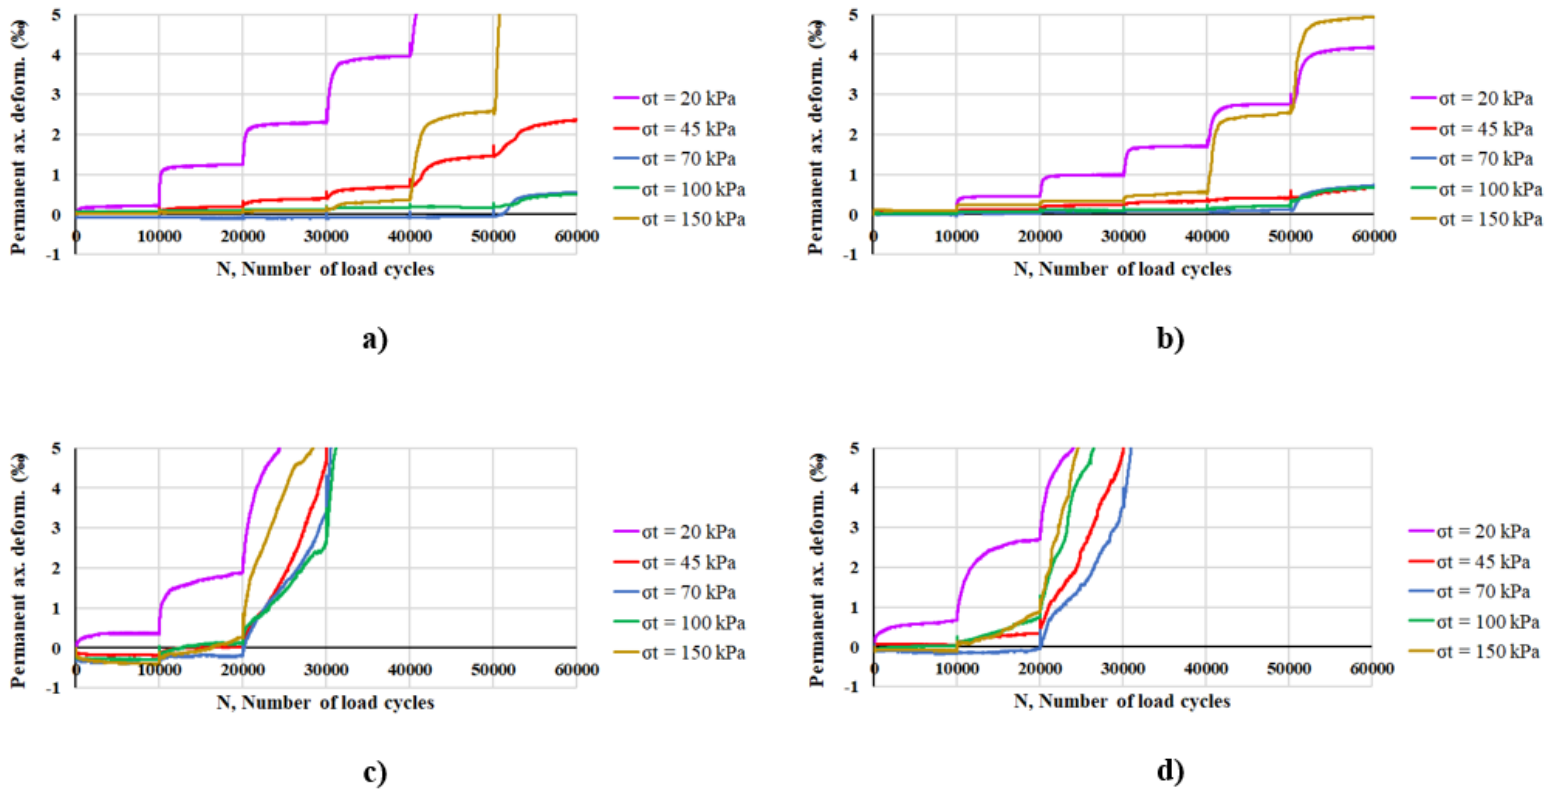 Permanent ax. deform. (‰)
5
4
3
2
1
0
-1
0 10000 20000 30000 40000 50000 60000
N, Number of load cycles
σt = 20 kPa
σt = 45 kPa
σt = 70 kPa
σt = 100 kPa
σt = 150 kPa
a)
Permanent ax. deform. (‰)
5
4
3
2
1
0
-1
0 10000 20000 30000 40000 50000 60000
N, Number of load cycles
σt = 20 kPa
σt = 45 kPa
σt = 70 kPa
σt = 100 kPa
σt = 150 kPa
b)
Permanent ax. deform. (‰)
5
4
3
2
1
0
-1
0 10000 20000 30000 40000 50000 60000
N, Number of load cycles
σt = 20 kPa
σt = 45 kPa
σt = 70 kPa
σt = 100 kPa
σt = 150 kPa
c)
Permanent ax. deform. (‰)
5
4
3
2
1
0
-1
0 10000 20000 30000 40000 50000 60000
N, Number of load cycles
σt = 20 kPa
σt = 45 kPa
σt = 70 kPa
σt = 100 kPa
σt = 150 kPa
d)